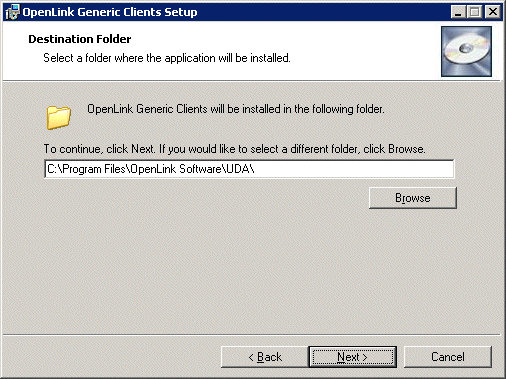 OpenLink Generic Clients Setup
Destination Folder
Select a folder where the application will be installed.
OpenLink Generic Clients will be installed in the following folder.
To continue, click Next. If you would like to select a different folder, click Browse.
C:\Program Files\OpenLink Software\UDA\
Browse
< Back
Next >
Cancel